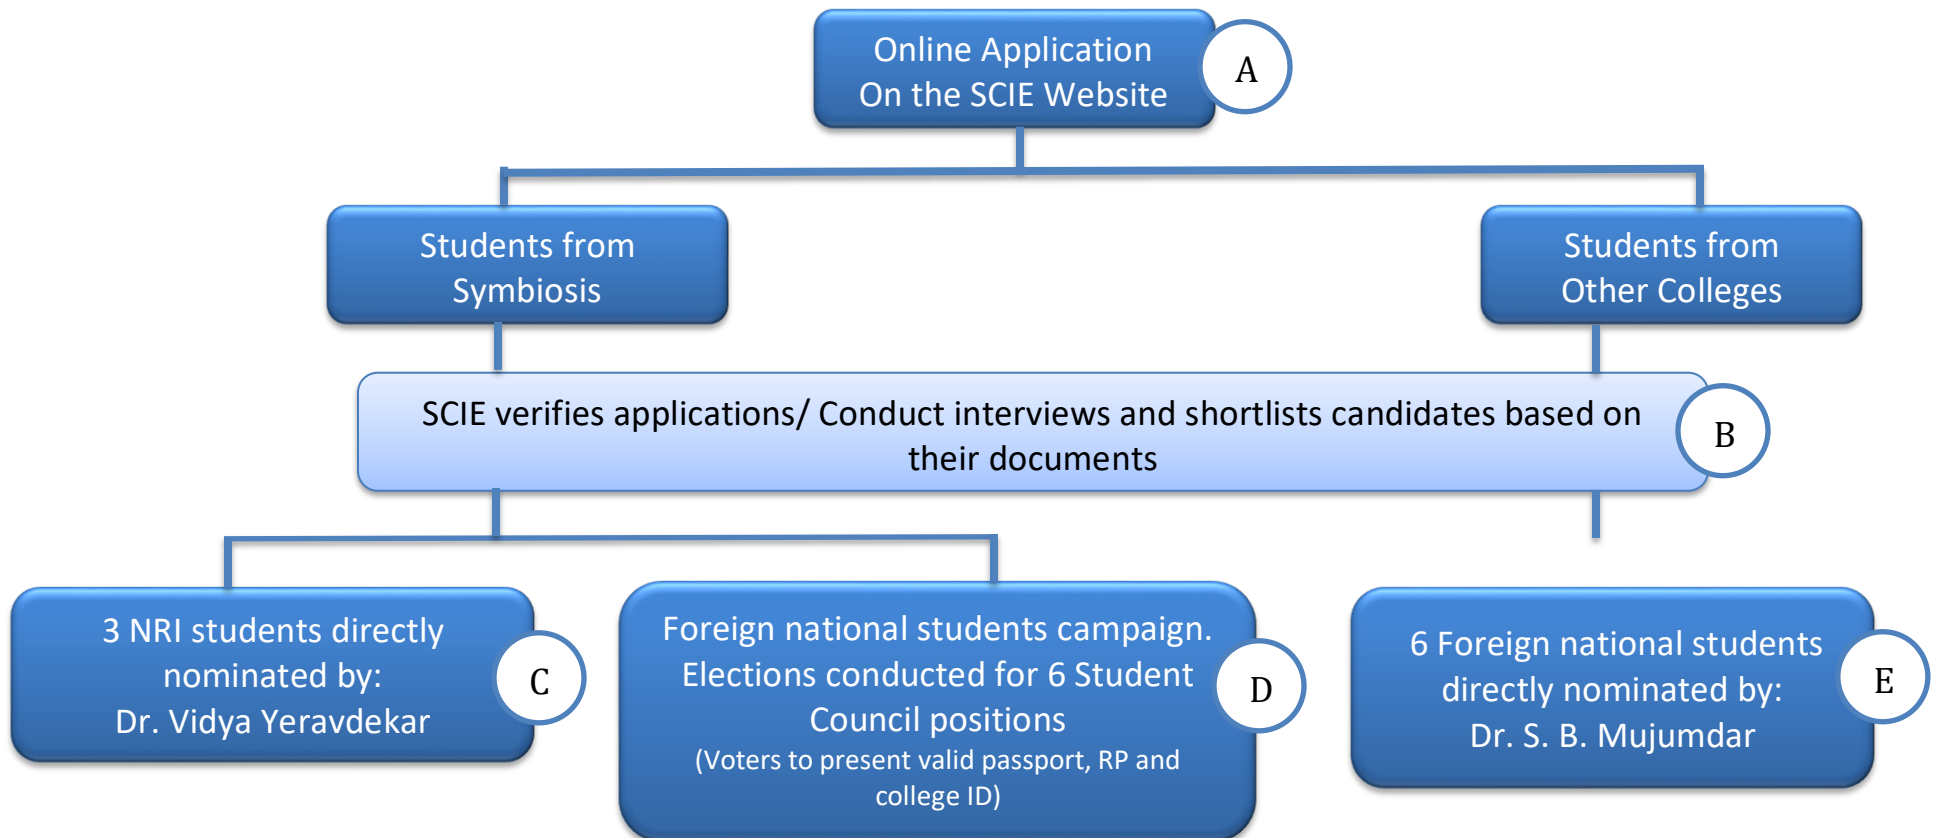 Online Application
On the SCIE Website
A
Students from
Symbiosis
Students from
Other Colleges
SCIE verifies applications/ Conduct interviews and shortlists candidates based on
their documents
B
3 NRI students directly
nominated by:
Dr. Vidya Yeravdekar
C
Foreign national students campaign.
Elections conducted for 6 Student
Council positions
(Voters to present valid passport, RP and
college ID)
D
6 Foreign national students
directly nominated by:
Dr. S. B. Mujumdar
E